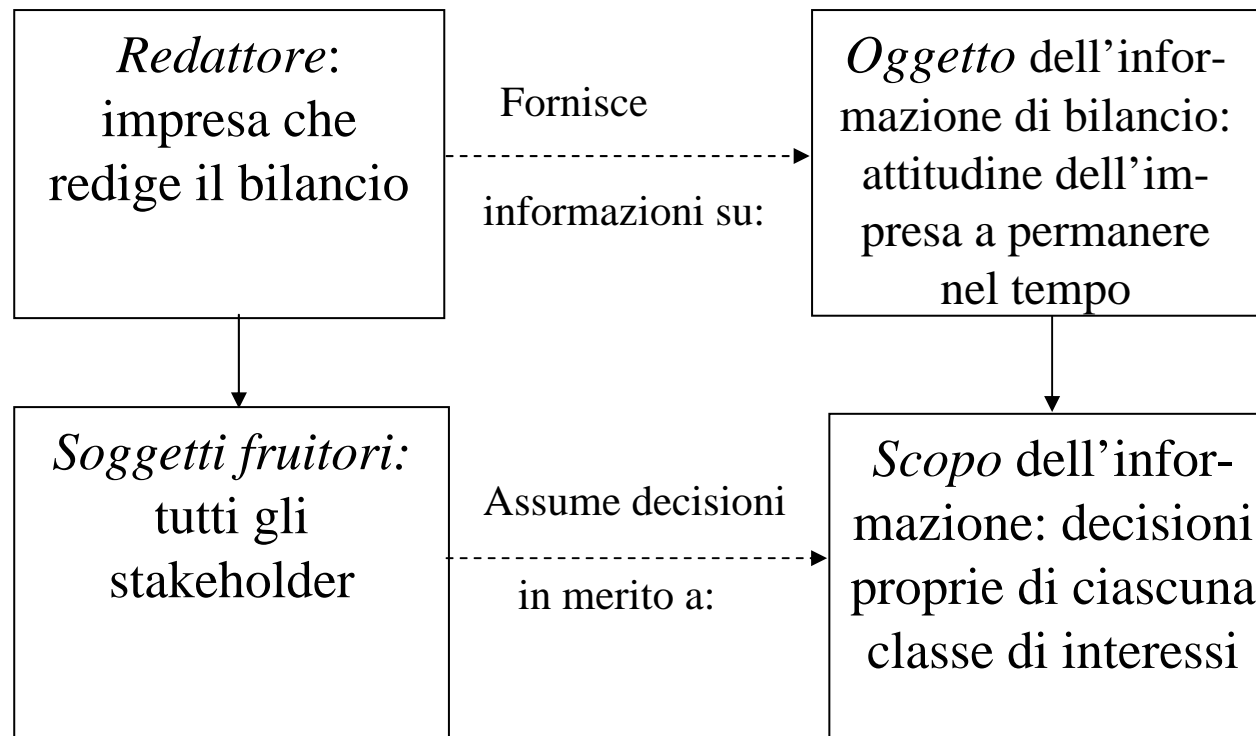 Redattore:
impresa che
redige il bilancio
Fornisce
informazioni su:
Oggetto dell’infor-
mazione di bilancio:
attitudine dell’im-
presa a permanere
nel tempo
Soggetti fruitori:
tutti gli
stakeholder
Assume decisioni
in merito a:
Scopo dell’infor-
mazione: decisioni
proprie di ciascuna
classe di interessi